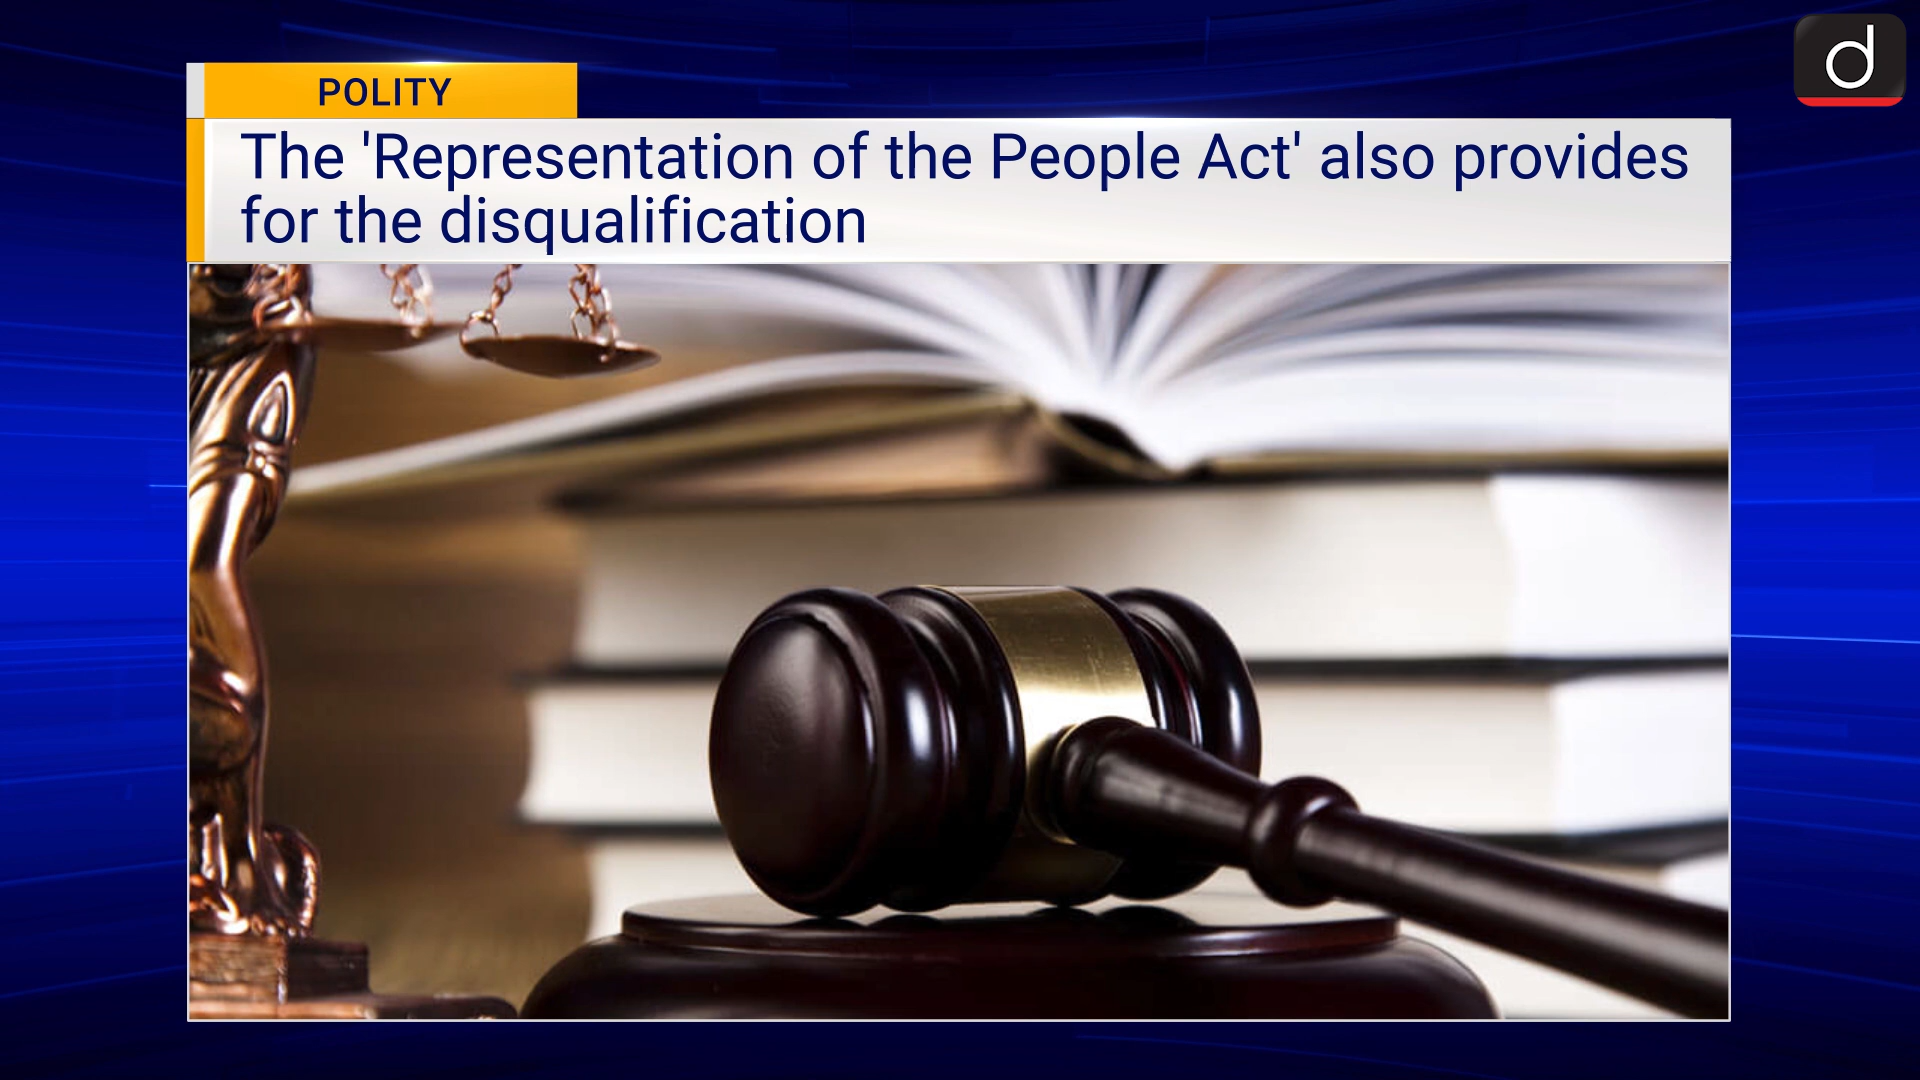 POLITY
The 'Representation of the People Act' also provides
for the disqualification
d